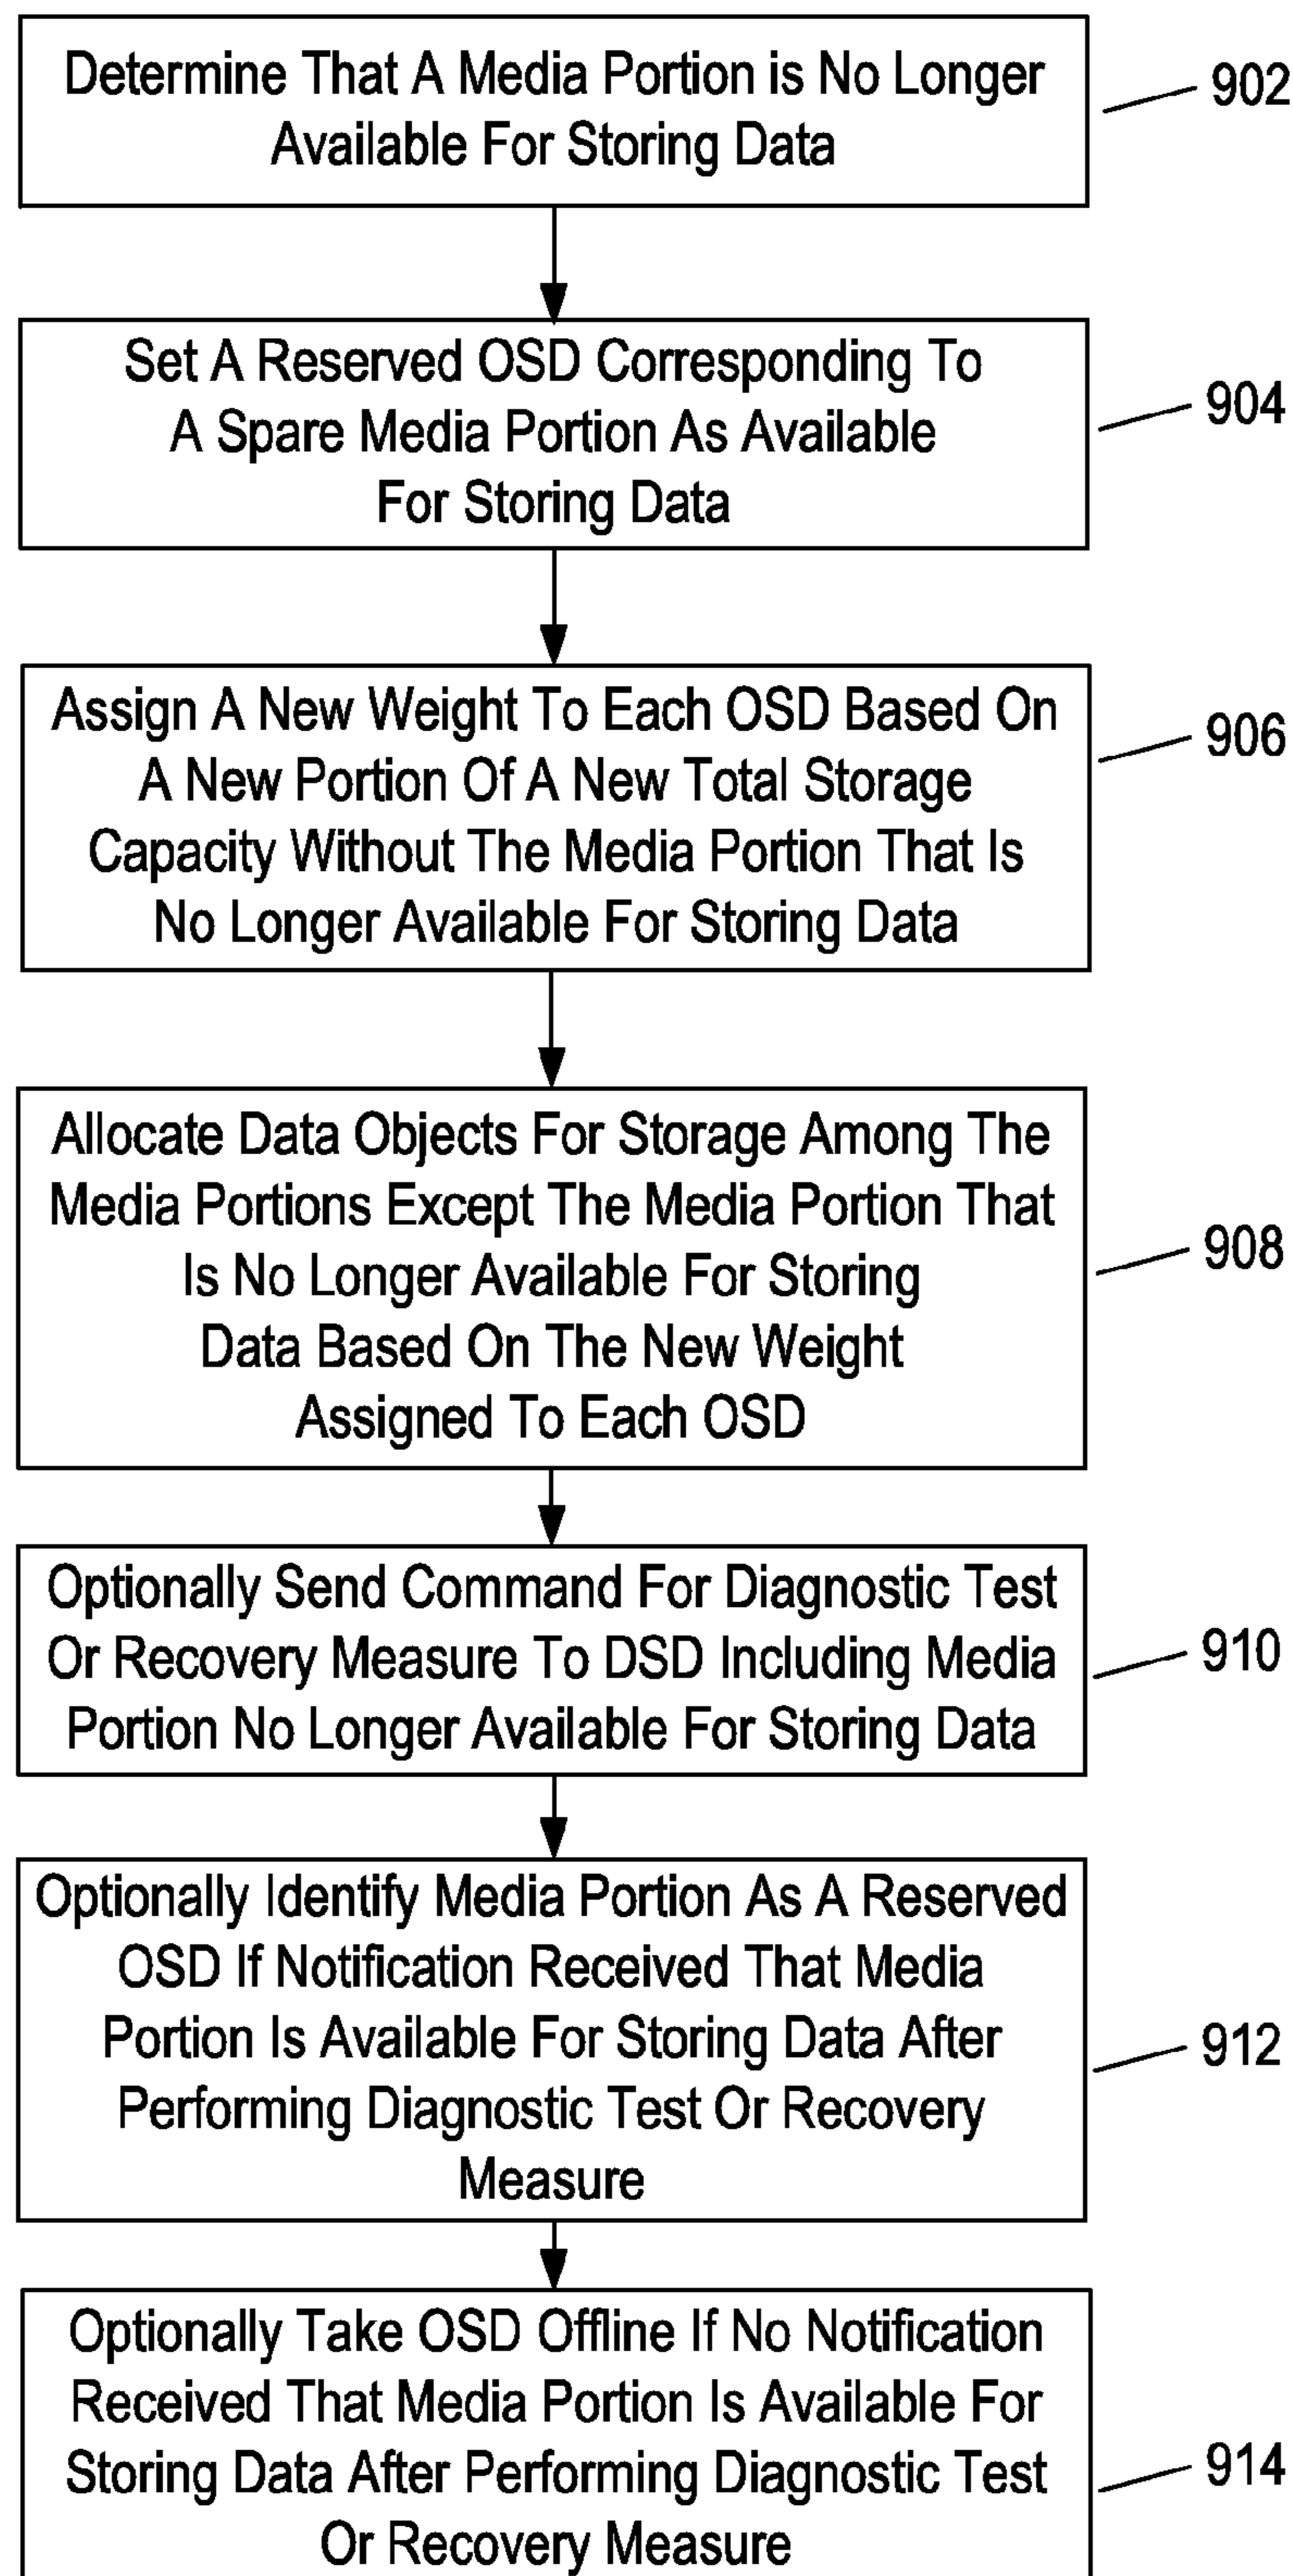 Determine That A Media Portion is No Longer
Available For Storing Data
902
Set A Reserved OSD Corresponding To
A Spare Media Portion As Available
For Storing Data
904
Assign A New Weight To Each OSD Based On
A New Portion Of A New Total Storage
Capacity Without The Media Portion That Is
No Longer Available For Storing Data
906
Allocate Data Objects For Storage Among The
Media Portions Except The Media Portion That
Is No Longer Available For Storing
Data Based On The New Weight
Assigned To Each OSD
908
Optionally Send Command For Diagnostic Test
Or Recovery Measure To DSD Including Media
Portion No Longer Available For Storing Data
910
Optionally Identify Media Portion As A Reserved
OSD If Notification Received That Media
Portion Is Available For Storing Data After
Performing Diagnostic Test Or Recovery
Measure
912
Optionally Take OSD Offline If No Notification
Received That Media Portion Is Available For
Storing Data After Performing Diagnostic Test
Or Recovery Measure
914